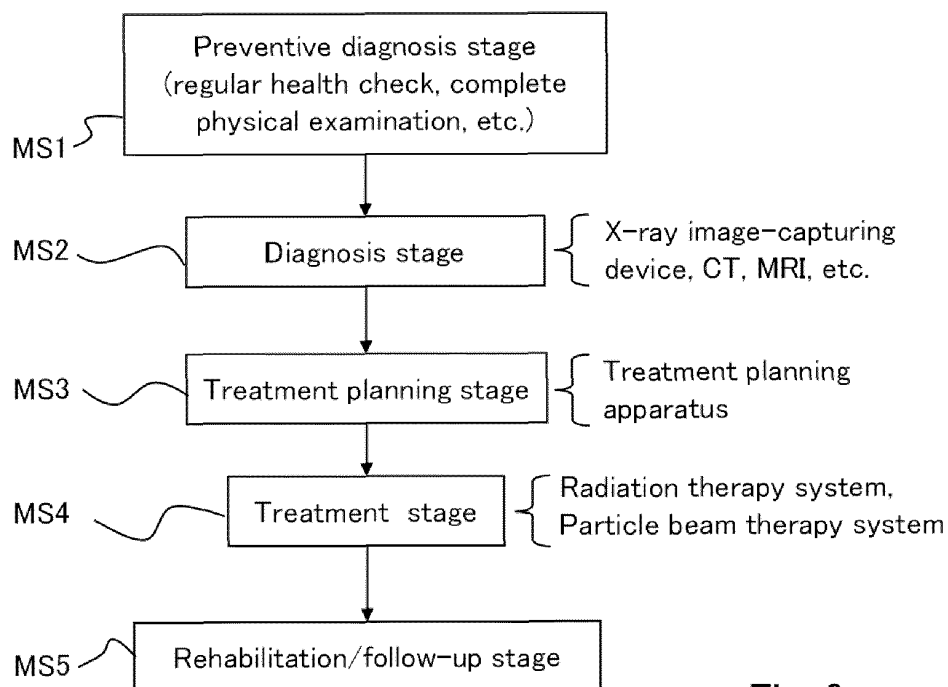 Preventive diagnosis stage
(regular health check, complete
physical examination, etc.)
MS1
MS2
Diagnosis stage
X-ray image-capturing
device, CT, MRI, etc.
MS3
Treatment planning stage
Treatment planning
apparatus
MS4
Treatment stage
Radiation therapy system,
Particle beam therapy system
MS5
Rehabilitation/follow-up stage